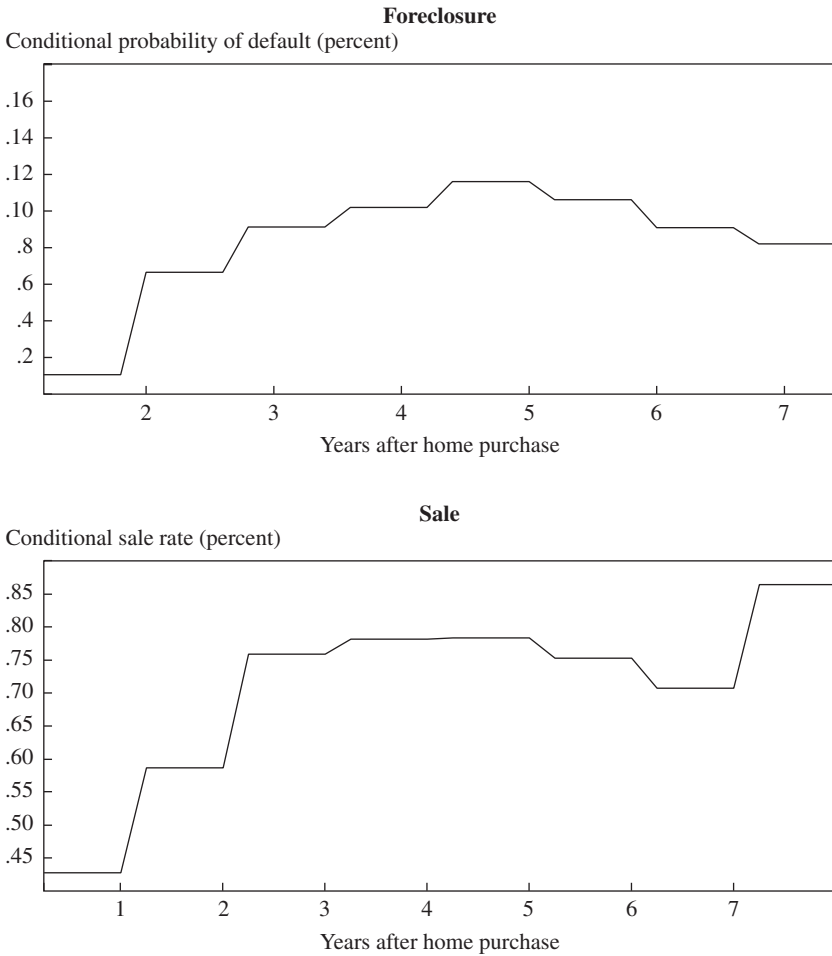 Foreclosure
Conditional probability of default (percent)
.16
.14
.12
.10
.8
.6
.4
.2
2 3 4 5 6 7
Years after home purchase
Sale
Conditional sale rate (percent)
.85
.80
.75
.70
.65
.60
.55
.50
.45
1 2 3 4 5 6 7
Years after home purchase